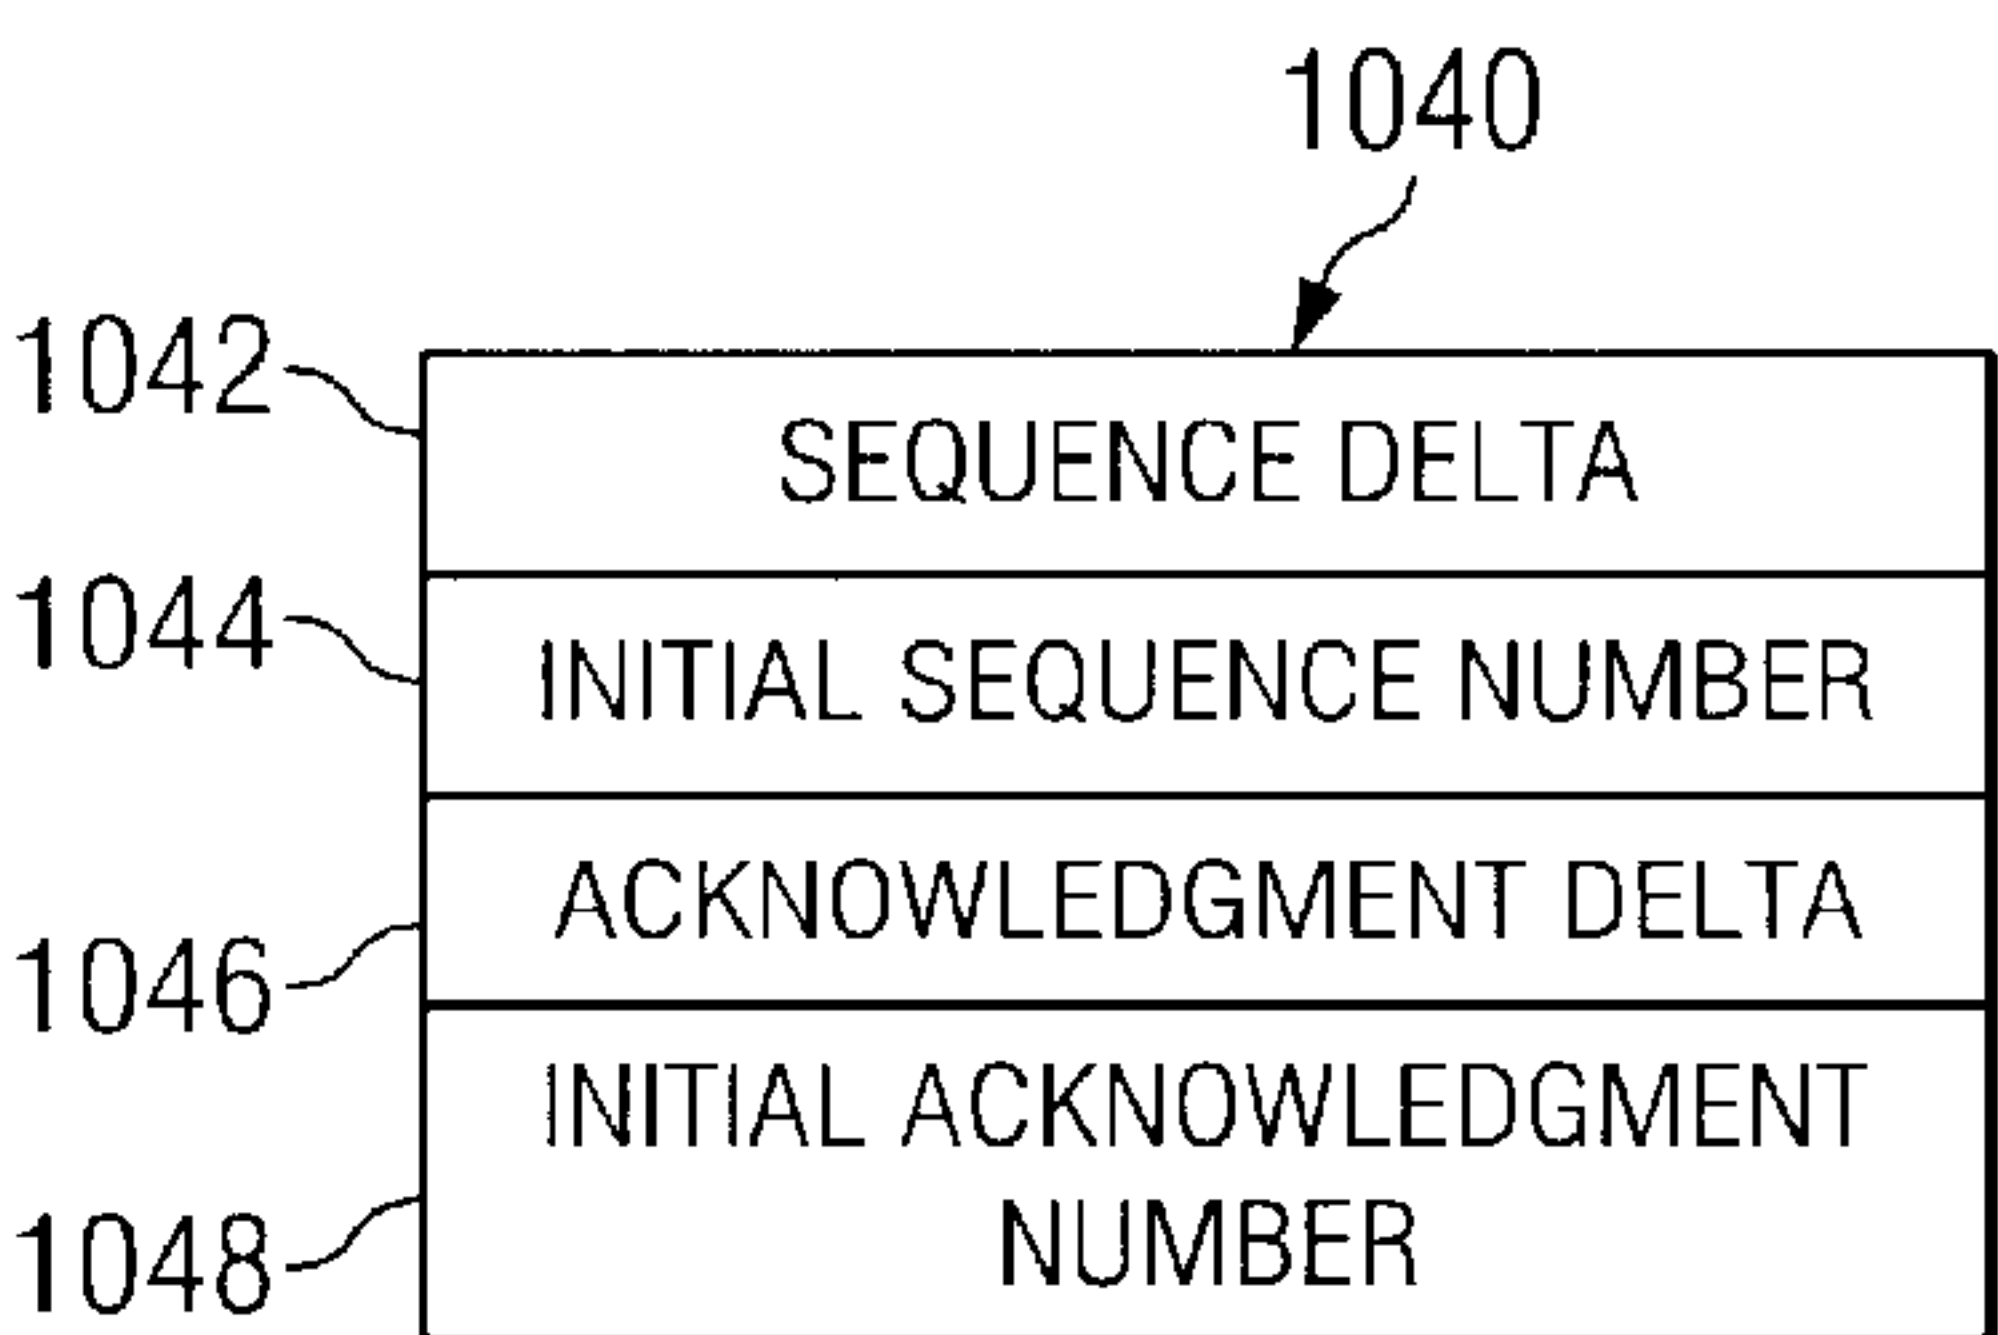 1040
1042
SEQUENCE DELTA
1044
INITIAL SEQUENCE NUMBER
ACKNOWLEDGMENT DELTA
1046
INITIAL ACKNOWLEDGMENT
NUMBER
1048